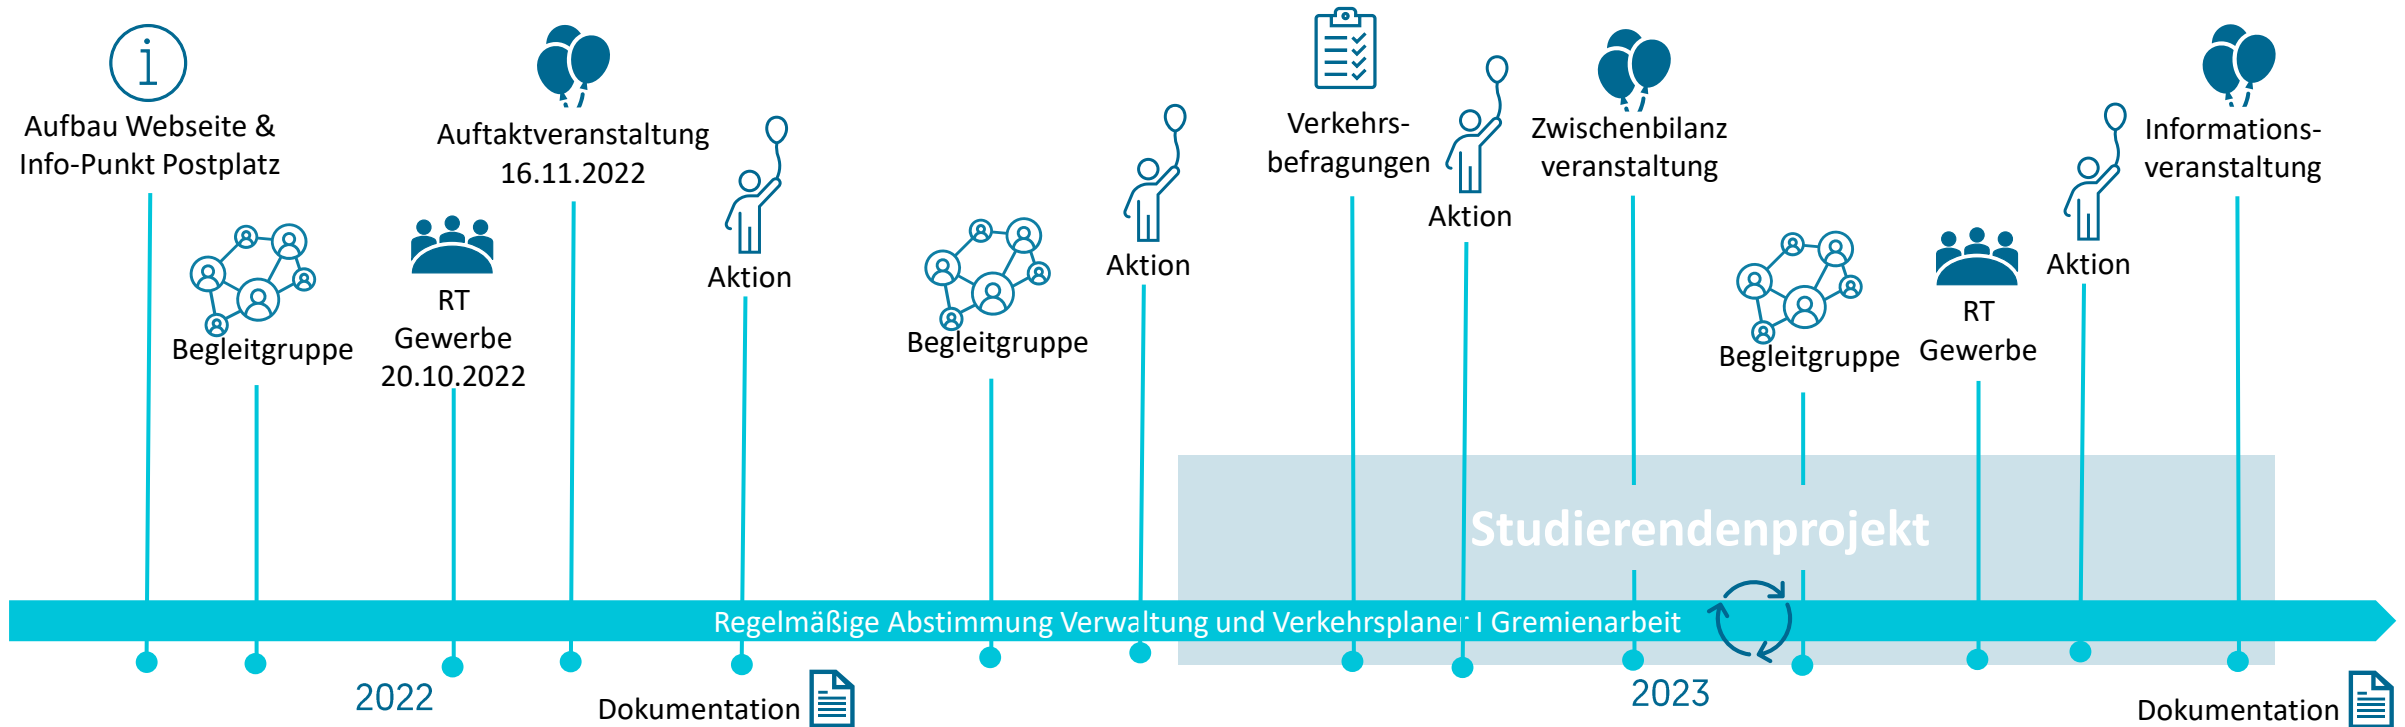 Aufbau Webseite &
Info-Punkt Postplatz
Begleitgruppe
RT
Gewerbe
20.10.2022
Auftaktveranstaltung
16.11.2022
Aktion
Begleitgruppe
Aktion
Verkehrs-
befragungen
Aktion
Zwischenbilanz
veranstaltung
Begleitgruppe
RT
Gewerbe
Aktion
Informations-
veranstaltung
Studierendenprojekt
Regelmäßige Abstimmung Verwaltung und Verkehrsplaner I Gremienarbeit
2022
Dokumentation
2023
Dokumentation